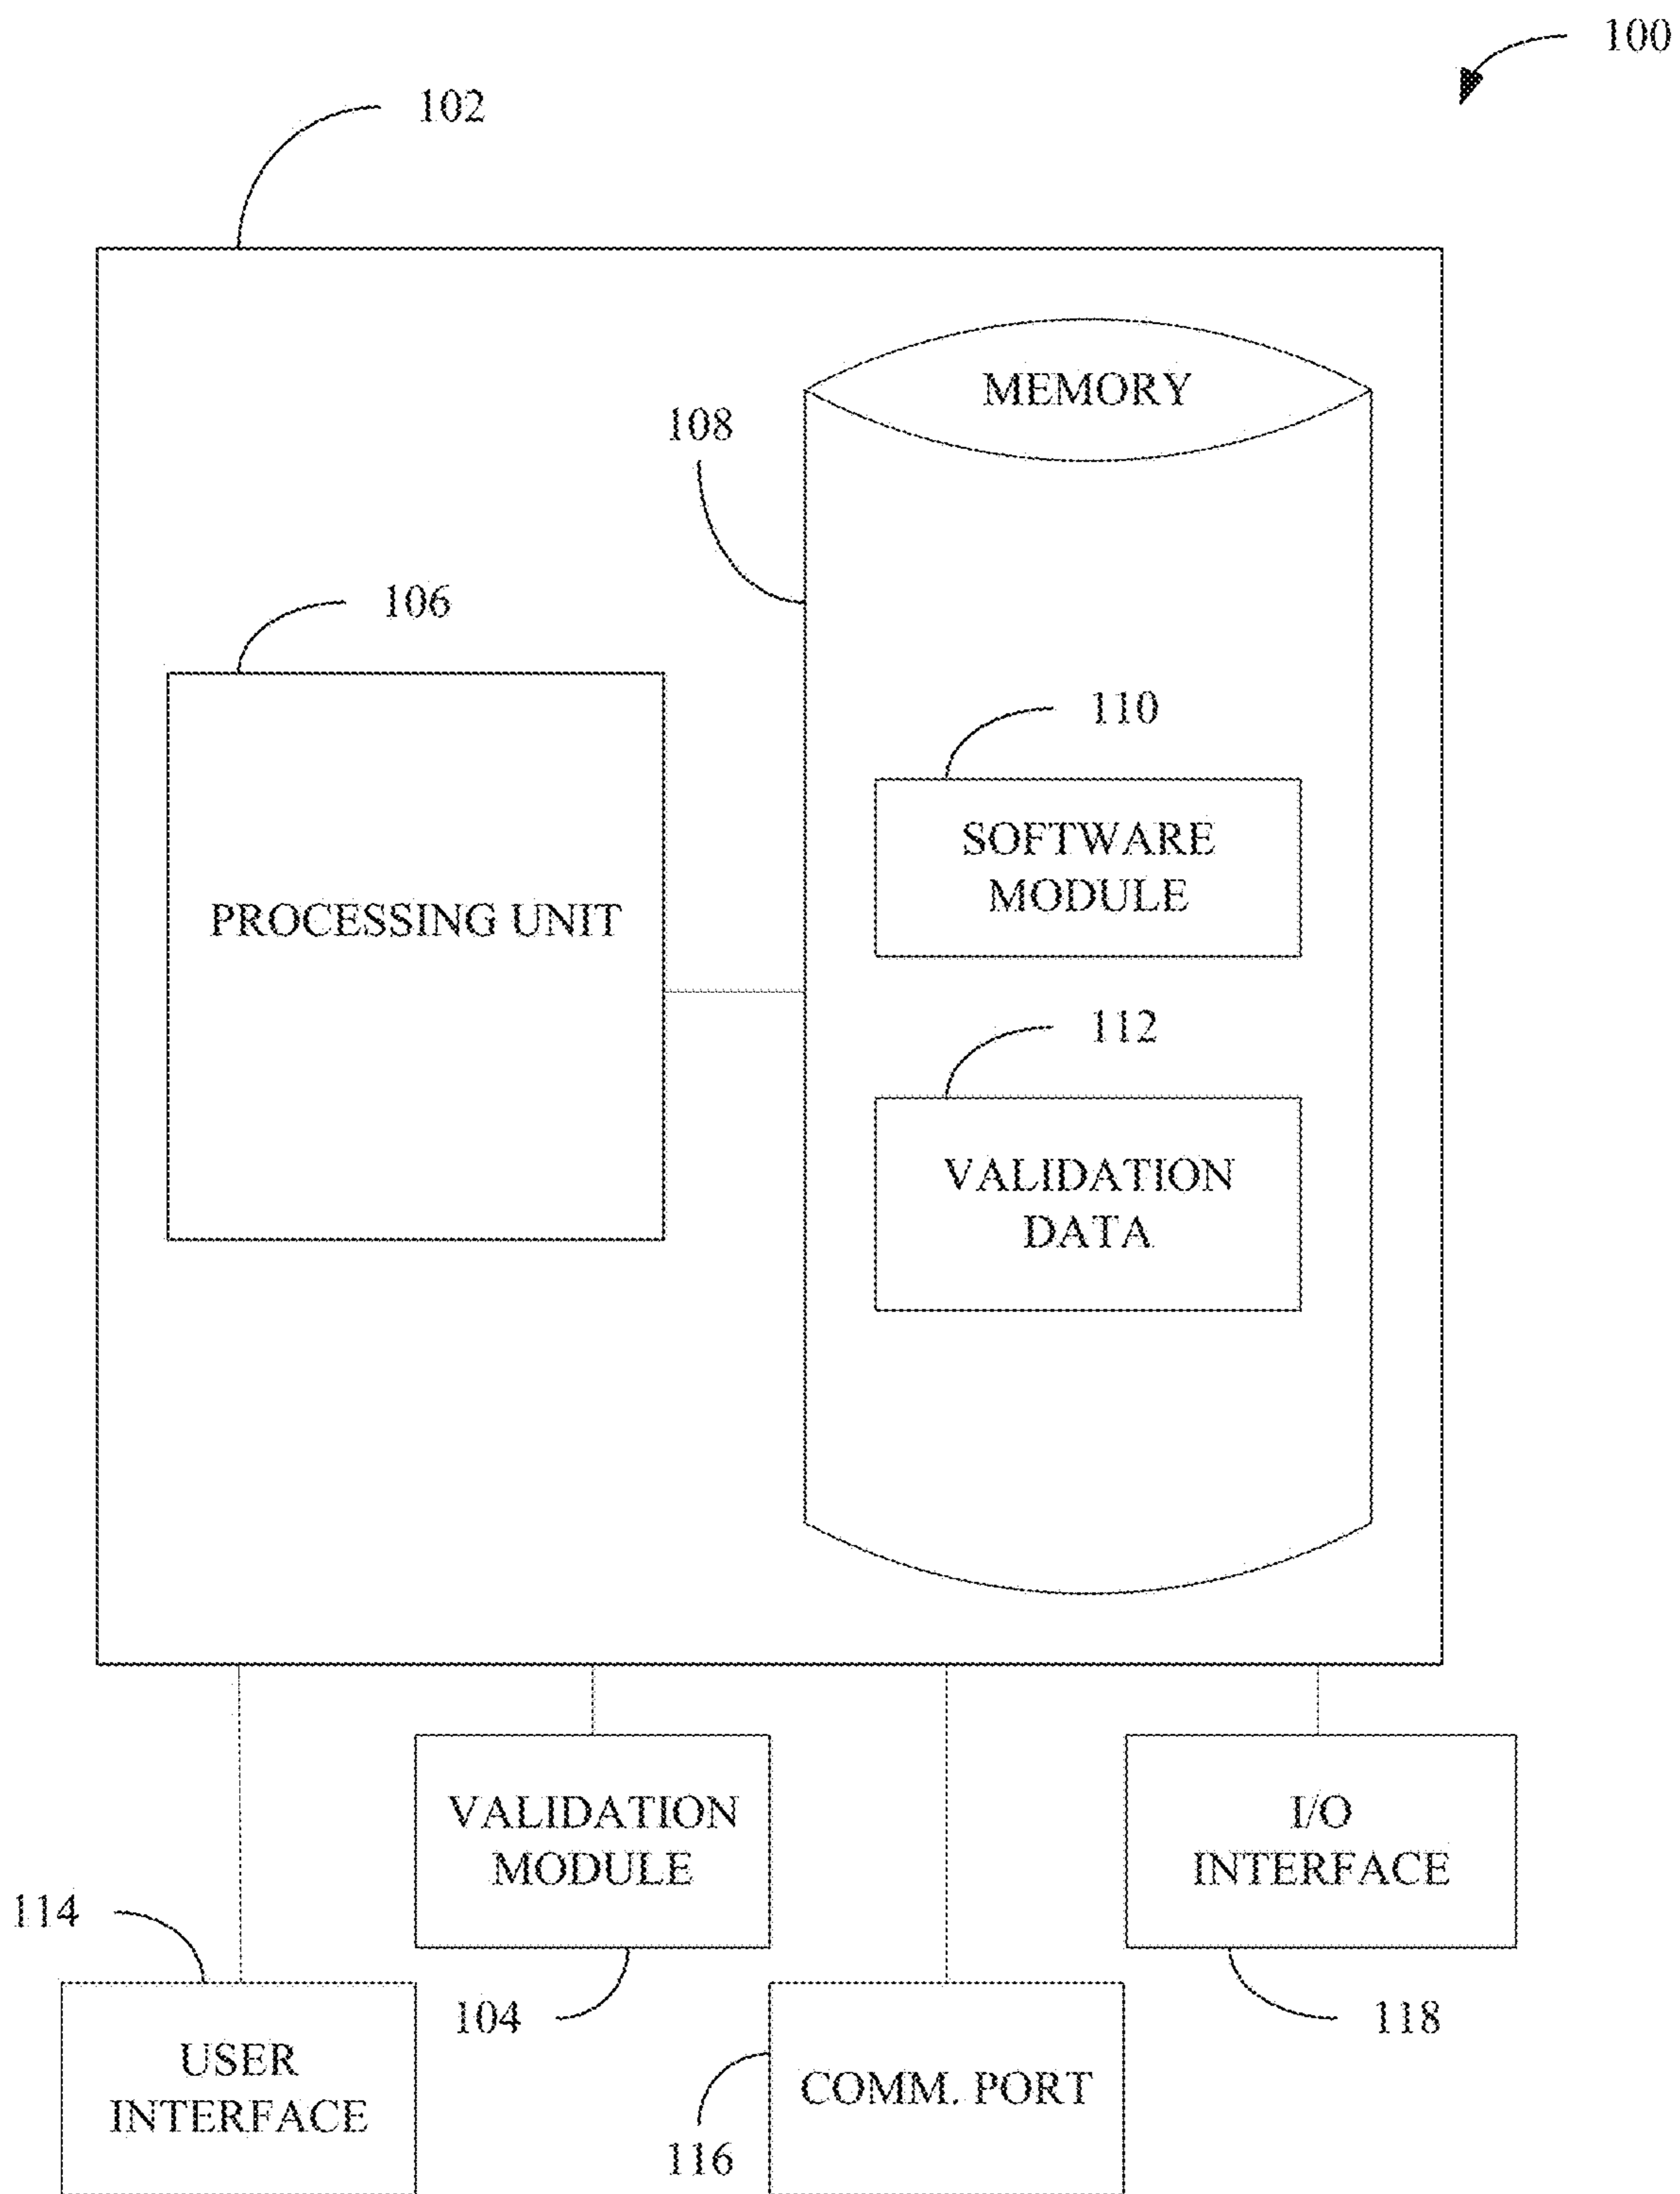 100
102
MEMORY
108
106
110
SOFTWARE
MODULE
PROCESSING UNIT
112
VALIDATION
DATA
VALIDATION
MODULE
I/O
INTERFACE
114
104
118
USER
INTERFACE
COMM. PORT
116